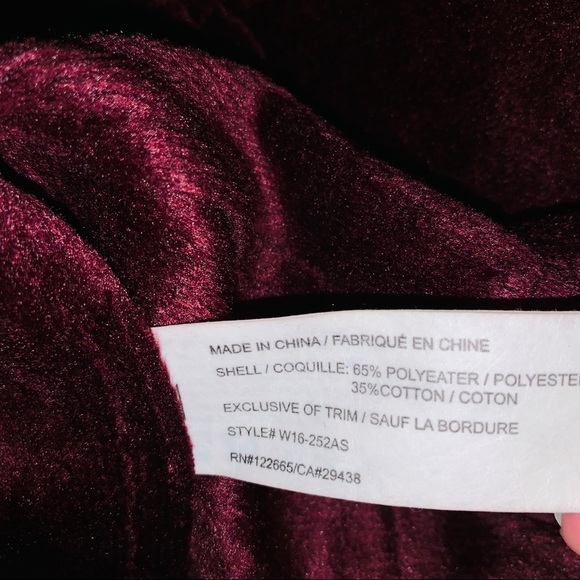 MADE IN CHINA / FABRIQUÉ EN CHINE
SHELL / COQUILLE: 65% POLYEATER / POLYESTE
35%COTTON / COTON
EXCLUSIVE OF TRIM / SAUF LA BORDURE
STYLE# W16-252AS
RN#122665/CA#29438